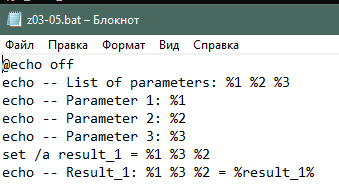 z03-05.bat – Блокнот
Файл Правка Формат Вид Справка
@echo off
echo -- List of parameters: %1 %2 %3
echo -- Parameter 1: %1
echo -- Parameter 2: %2
echo -- Parameter 3: %3
set /a result_1 = %1 %3 %2
echo -- Result_1: %1 %3 %2 = %result_1%